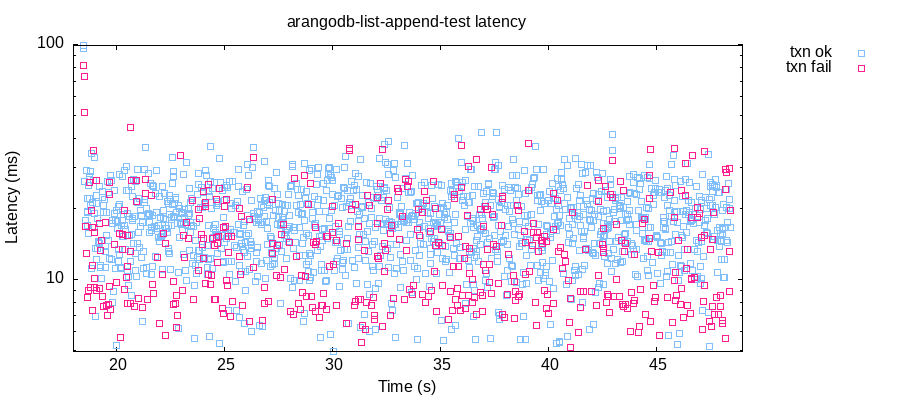 arangodb-list-append-test latency
100
10
Latency (ms)
txn ok
txn fail
20 25 30 35 40 45
Time (s)